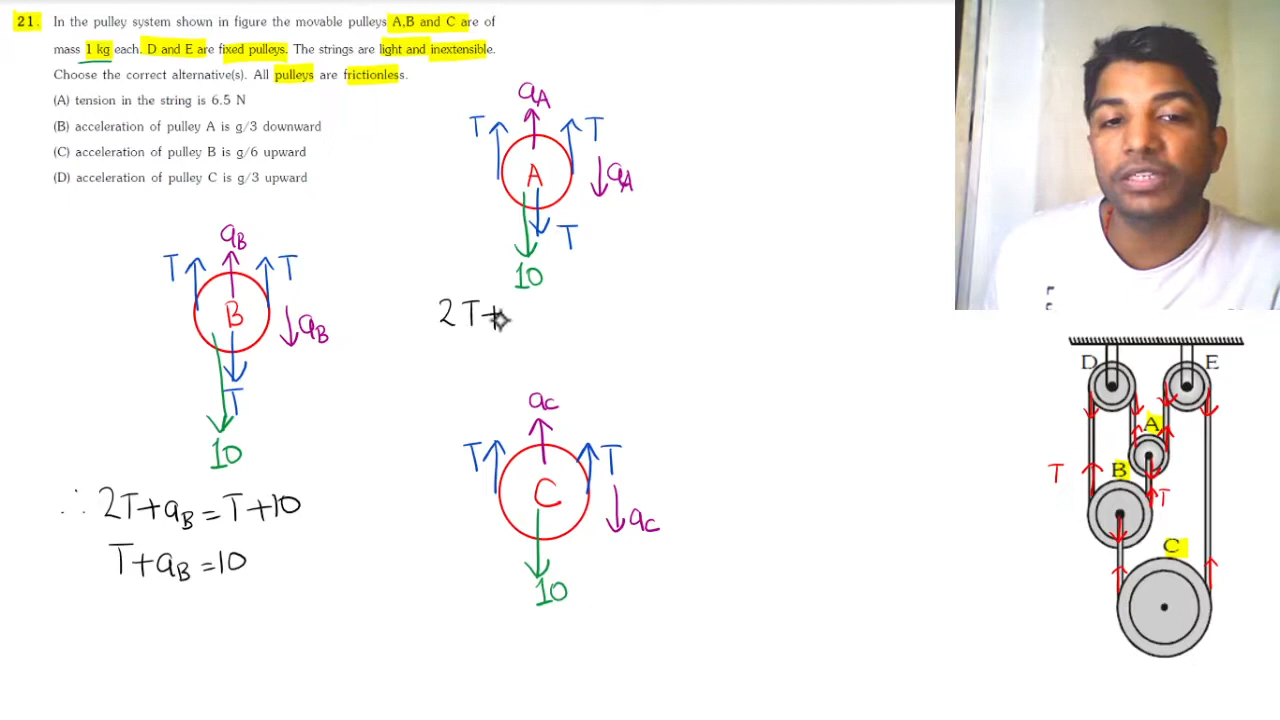 21. In the pulley system shown in figure the movable pulleys A,B and C are of
mass 1 kg each. D and E are fixed pulleys. The strings are light and inextensible.
Choose the correct alternative(s). All pulleys are frictionless.
(A) tension in the string is 6.5 N
(B) acceleration of pulley A is g/3 downward
(C) acceleration of pulley B is g/6 upward
(D) acceleration of pulley C is g/3 upward
aA
T T
A aA
T
10
aB
T T
B aB
T
10
∴ 2T+aB=T+10
T+aB=10
2T+
aC
T T
C aC
10
D E
A
T B T
C